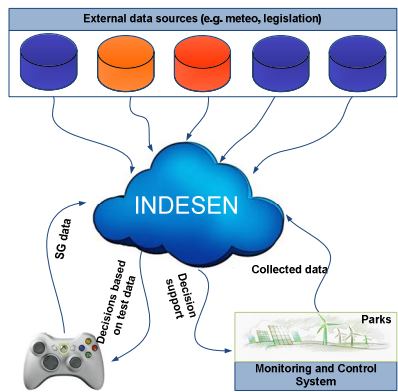 External data sources (e.g. meteo, legislation)
INDESEN
SG data
Decisions based
on test data
Decision
support
Collected data
Parks
Monitoring and Control
System